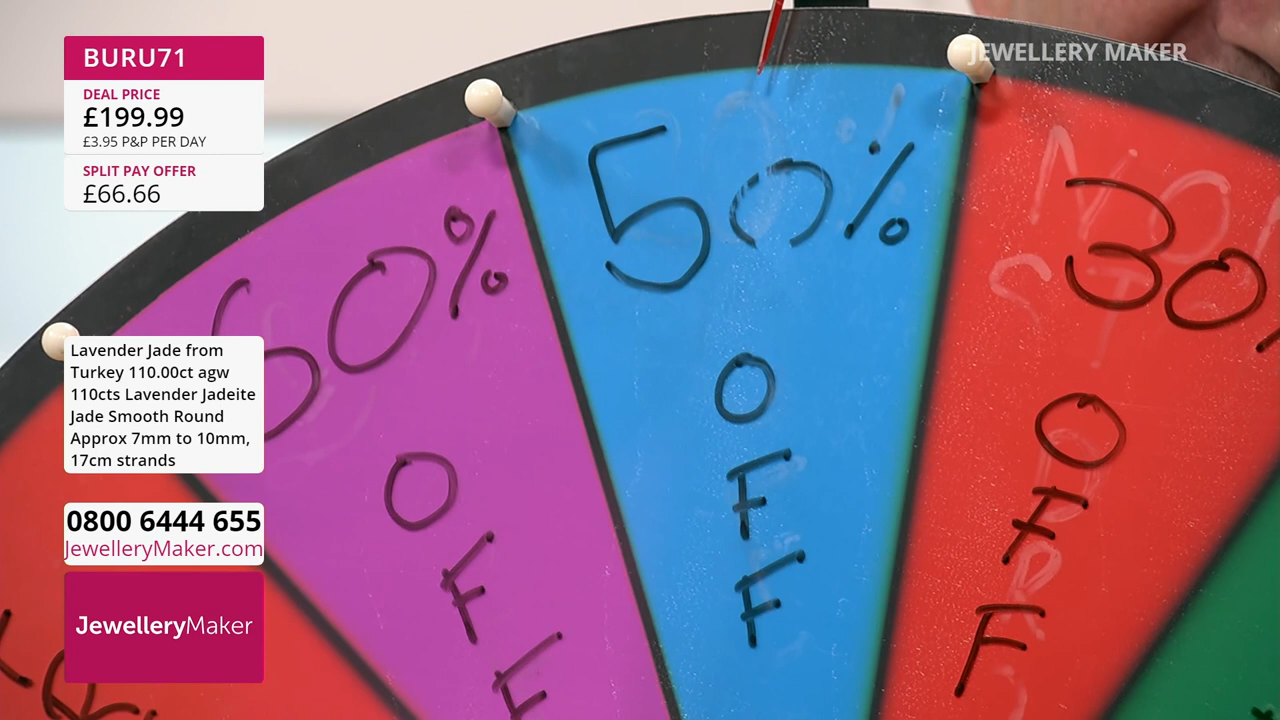 BURU71
DEAL PRICE
£199.99
£3.95 P&P PER DAY
SPLIT PAY OFFER
£66.66
Lavender Jade from
Turkey 110.00ct agw
110cts Lavender Jadeite
Jade Smooth Round
Approx 7mm to 10mm,
17cm strands
0800 6444 655
JewelleryMaker.com
JewelleryMaker
JEWELLERY MAKER
60%
OFF
50%
OFF
30%
OFF